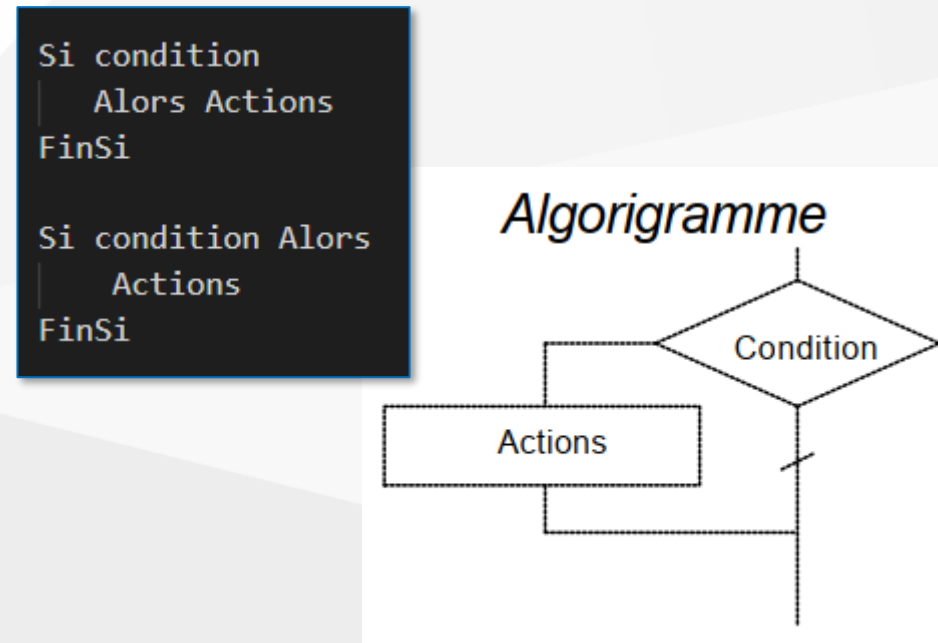 Si condition
Alors Actions
FinSi
Si condition Alors
Actions
FinSi
Algorigramme
Condition
Actions